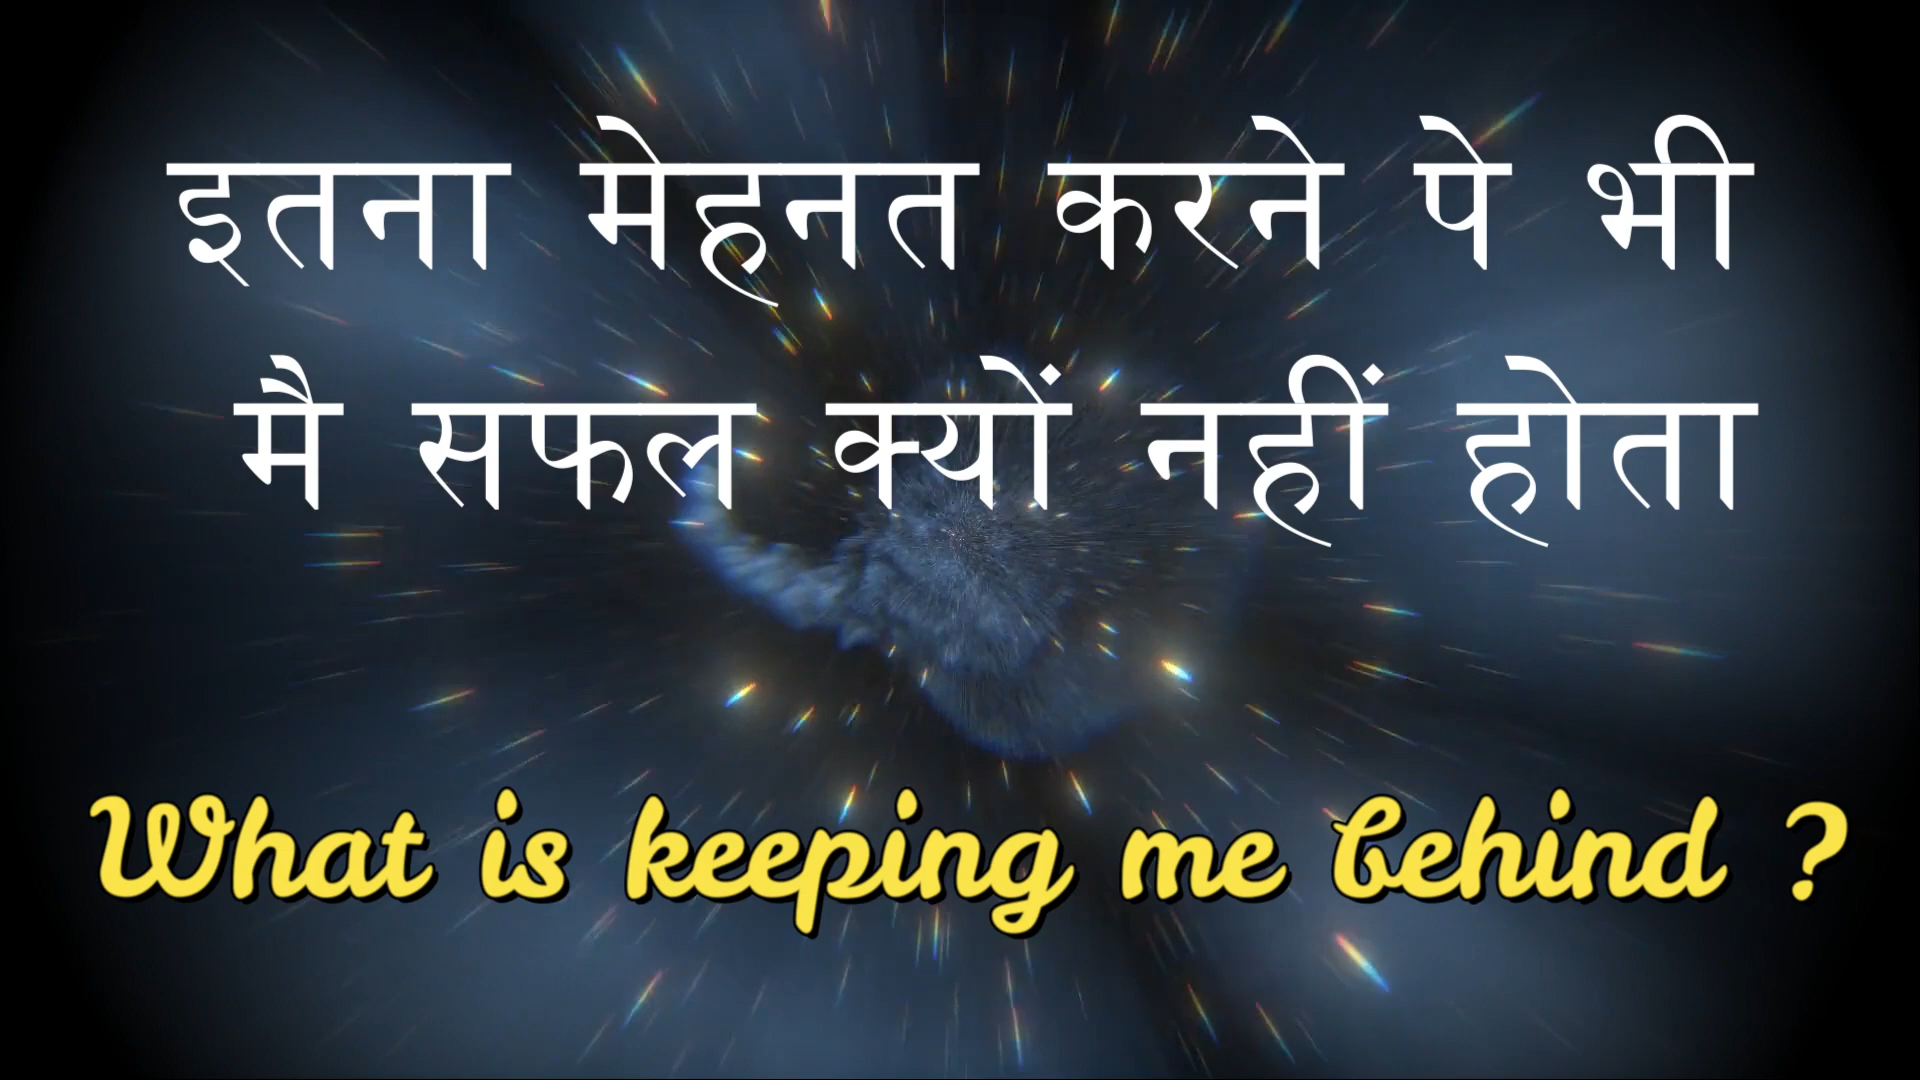 इतना मेहनत करने पे भी
मै सफल क्यों नहीं होता
What is keeping me behind ?